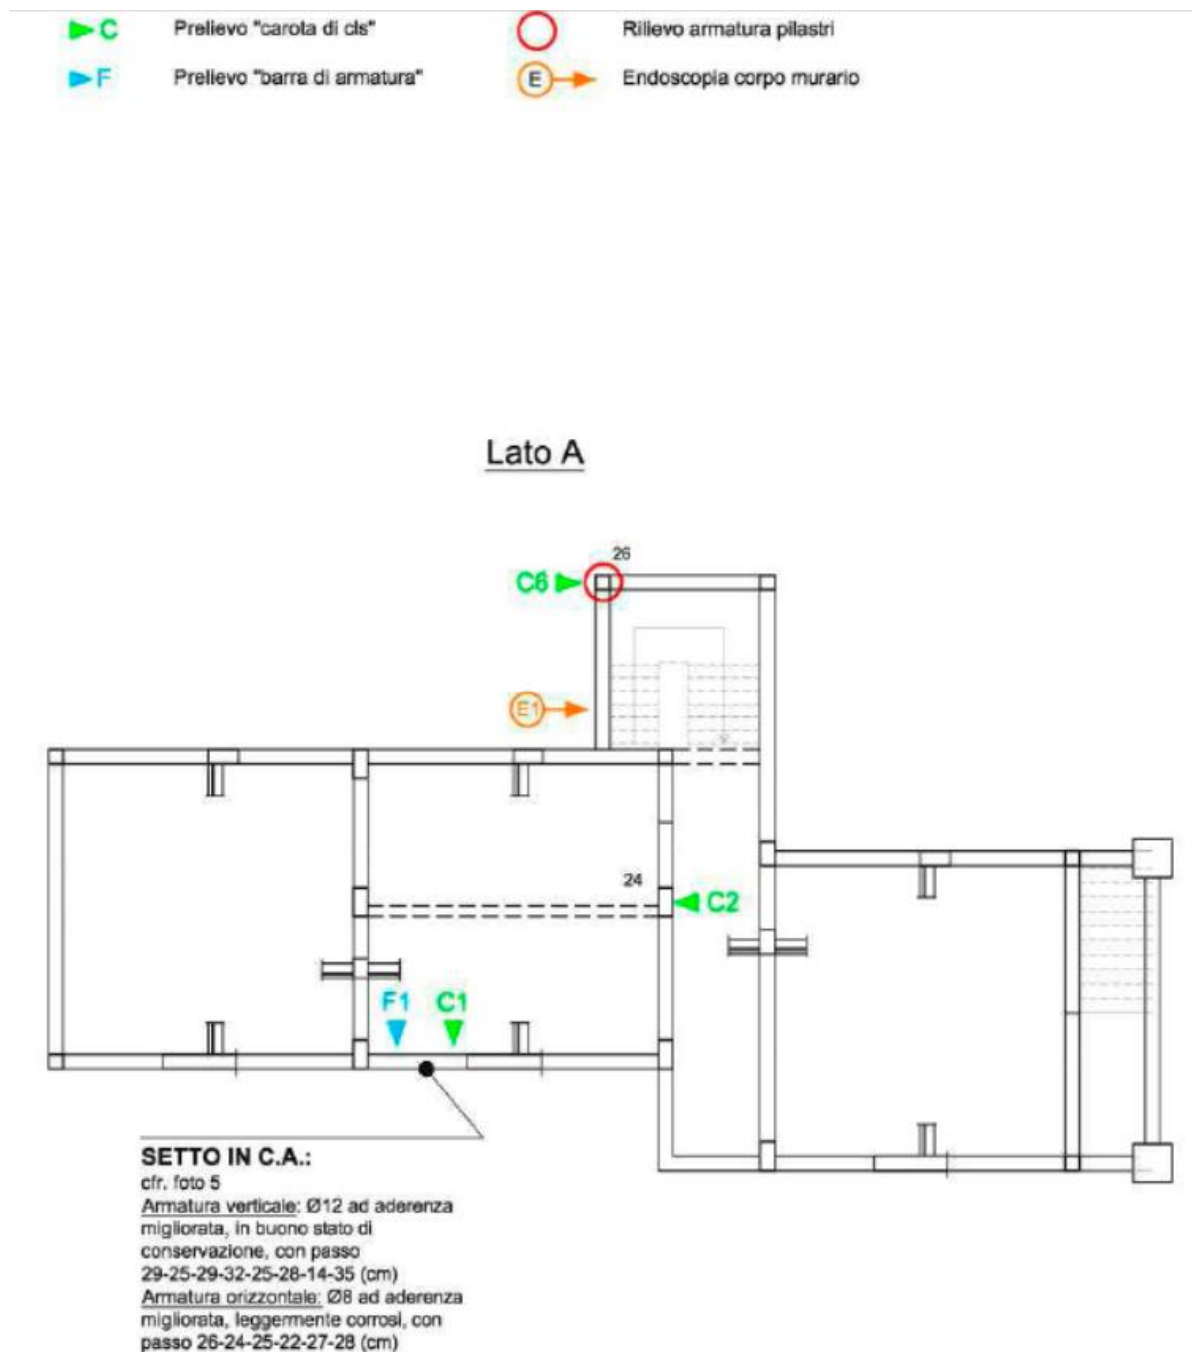 C Prelievo "carota di cls"
Rilievo armatura pilastri
F Prelievo "barra di armatura"
E Endoscopia corpo murario
Lato A
26
C6
E1
24
C2
F1 C1
SETTO IN C.A.:
cfr. foto 5
Armatura verticale: Ø12 ad aderenza
migliorata, in buono stato di
conservazione, con passo
29-25-29-32-25-28-14-35 (cm)
Armatura orizzontale: Ø8 ad aderenza
migliorata, leggermente corrosi, con
passo 26-24-25-22-27-28 (cm)